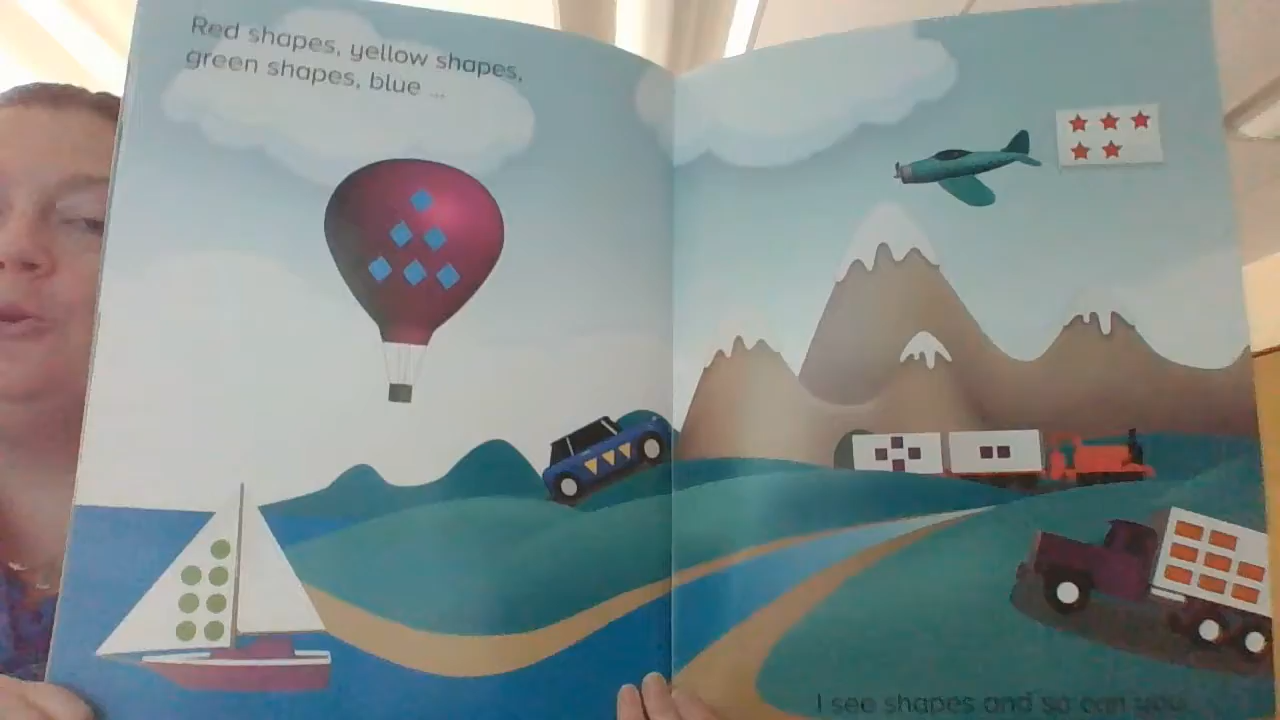 Red shapes, yellow shapes,
green shapes, blue ...
I see shapes and so can you.